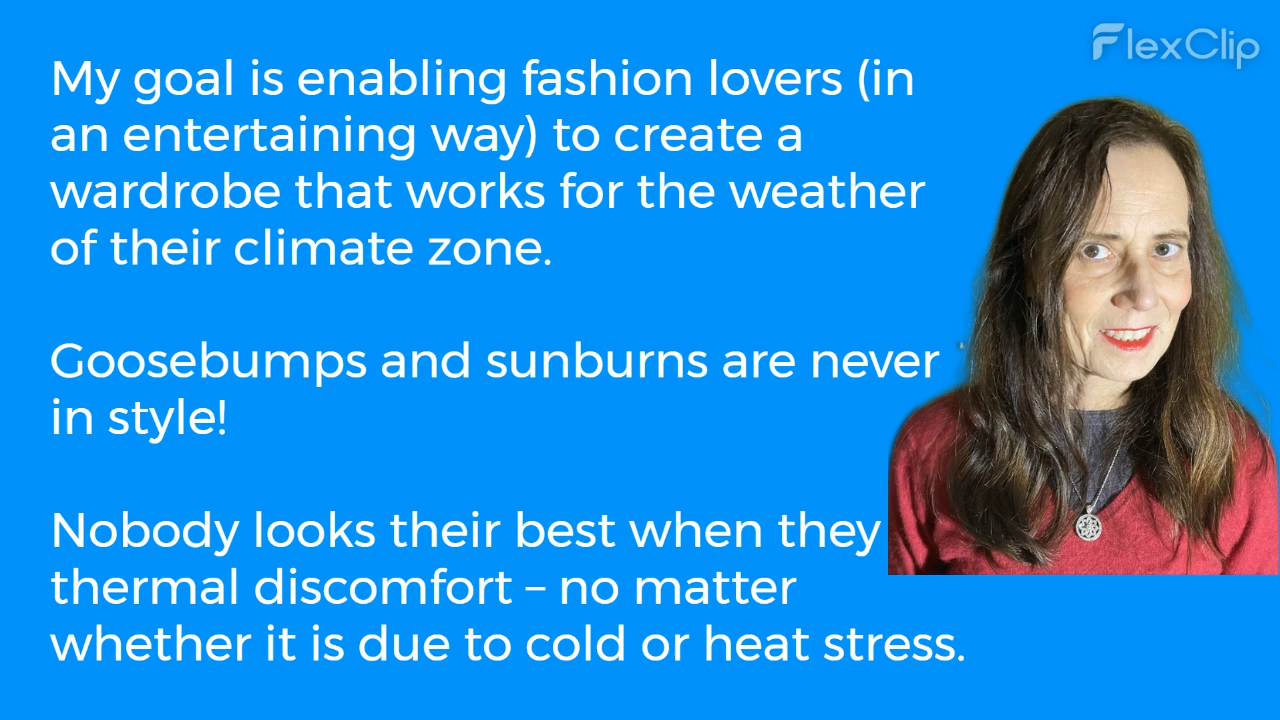 FlexClip
My goal is enabling fashion lovers (in
an entertaining way) to create a
wardrobe that works for the weather
of their climate zone.
Goosebumps and sunburns are never
in style!
Nobody looks their best when they
thermal discomfort – no matter
whether it is due to cold or heat stress.